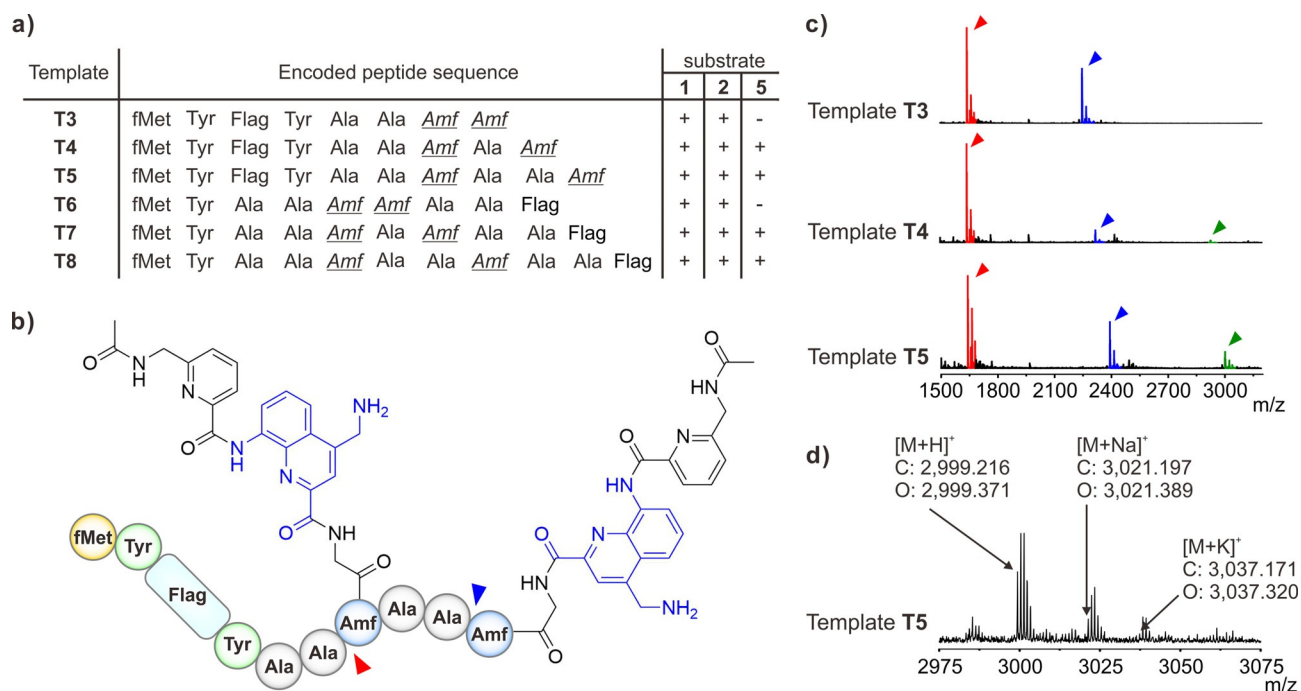 a)
Template Encoded peptide sequence substrate
1 2 5
T3 fMet Tyr Flag Tyr Ala Ala Amf Amf + + -
T4 fMet Tyr Flag Tyr Ala Ala Amf Ala Amf + + +
T5 fMet Tyr Flag Tyr Ala Ala Amf Ala Ala Amf + + +
T6 fMet Tyr Ala Ala Amf Amf Ala Ala Flag + + -
T7 fMet Tyr Ala Ala Amf Ala Amf Ala Ala Flag + + +
T8 fMet Tyr Ala Ala Amf Ala Ala Amf Ala Ala Flag + + +
b)
O
N
H
N
O
N
H
NH2
N
O
NH
O
fMet
Tyr
Flag
Tyr
Ala
Ala
Amf
Ala
Ala
Amf
O
NH
O
N
NH2
HN
O
N
NH
O
c)
Template T3
Template T4
Template T5
1500 2100 2700 3000
m/z
d)
[M+H]+
C: 2,999.216
O: 2,999.371
[M+Na]+
C: 3,021.197
O: 3,021.389
[M+K]+
C: 3,037.171
O: 3,037.320
Template T5
2975 3000 3025 3050 3075
m/z